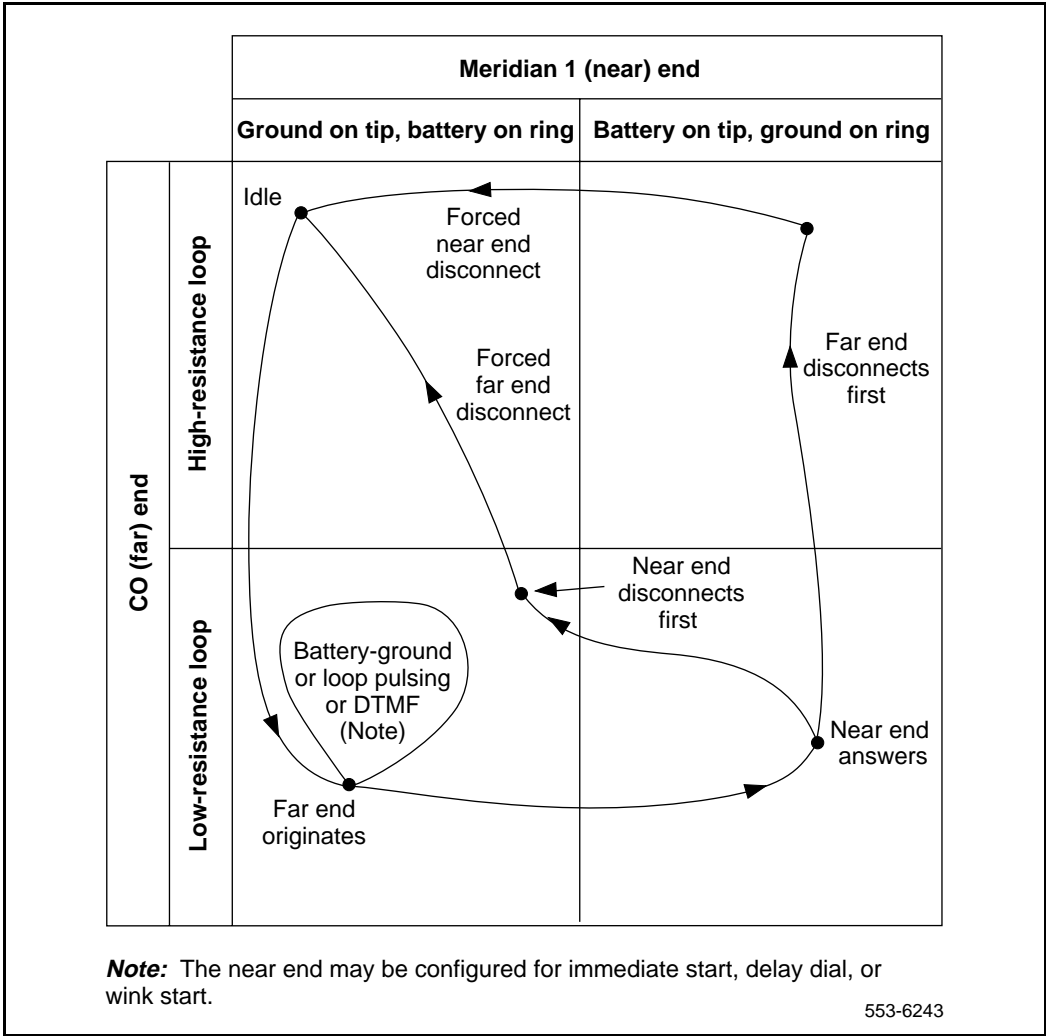 Meridian 1 (near) end
Ground on tip, battery on ring
Battery on tip, ground on ring
CO (far) end
High-resistance loop
Low-resistance loop
Idle
Forced
near end
disconnect
Forced
far end
disconnect
Far end
disconnects
first
Near end
disconnects
first
Battery-ground
or loop pulsing
or DTMF
(Note)
Near end
answers
Far end
originates
Note: The near end may be configured for immediate start, delay dial, or
wink start.
553-6243